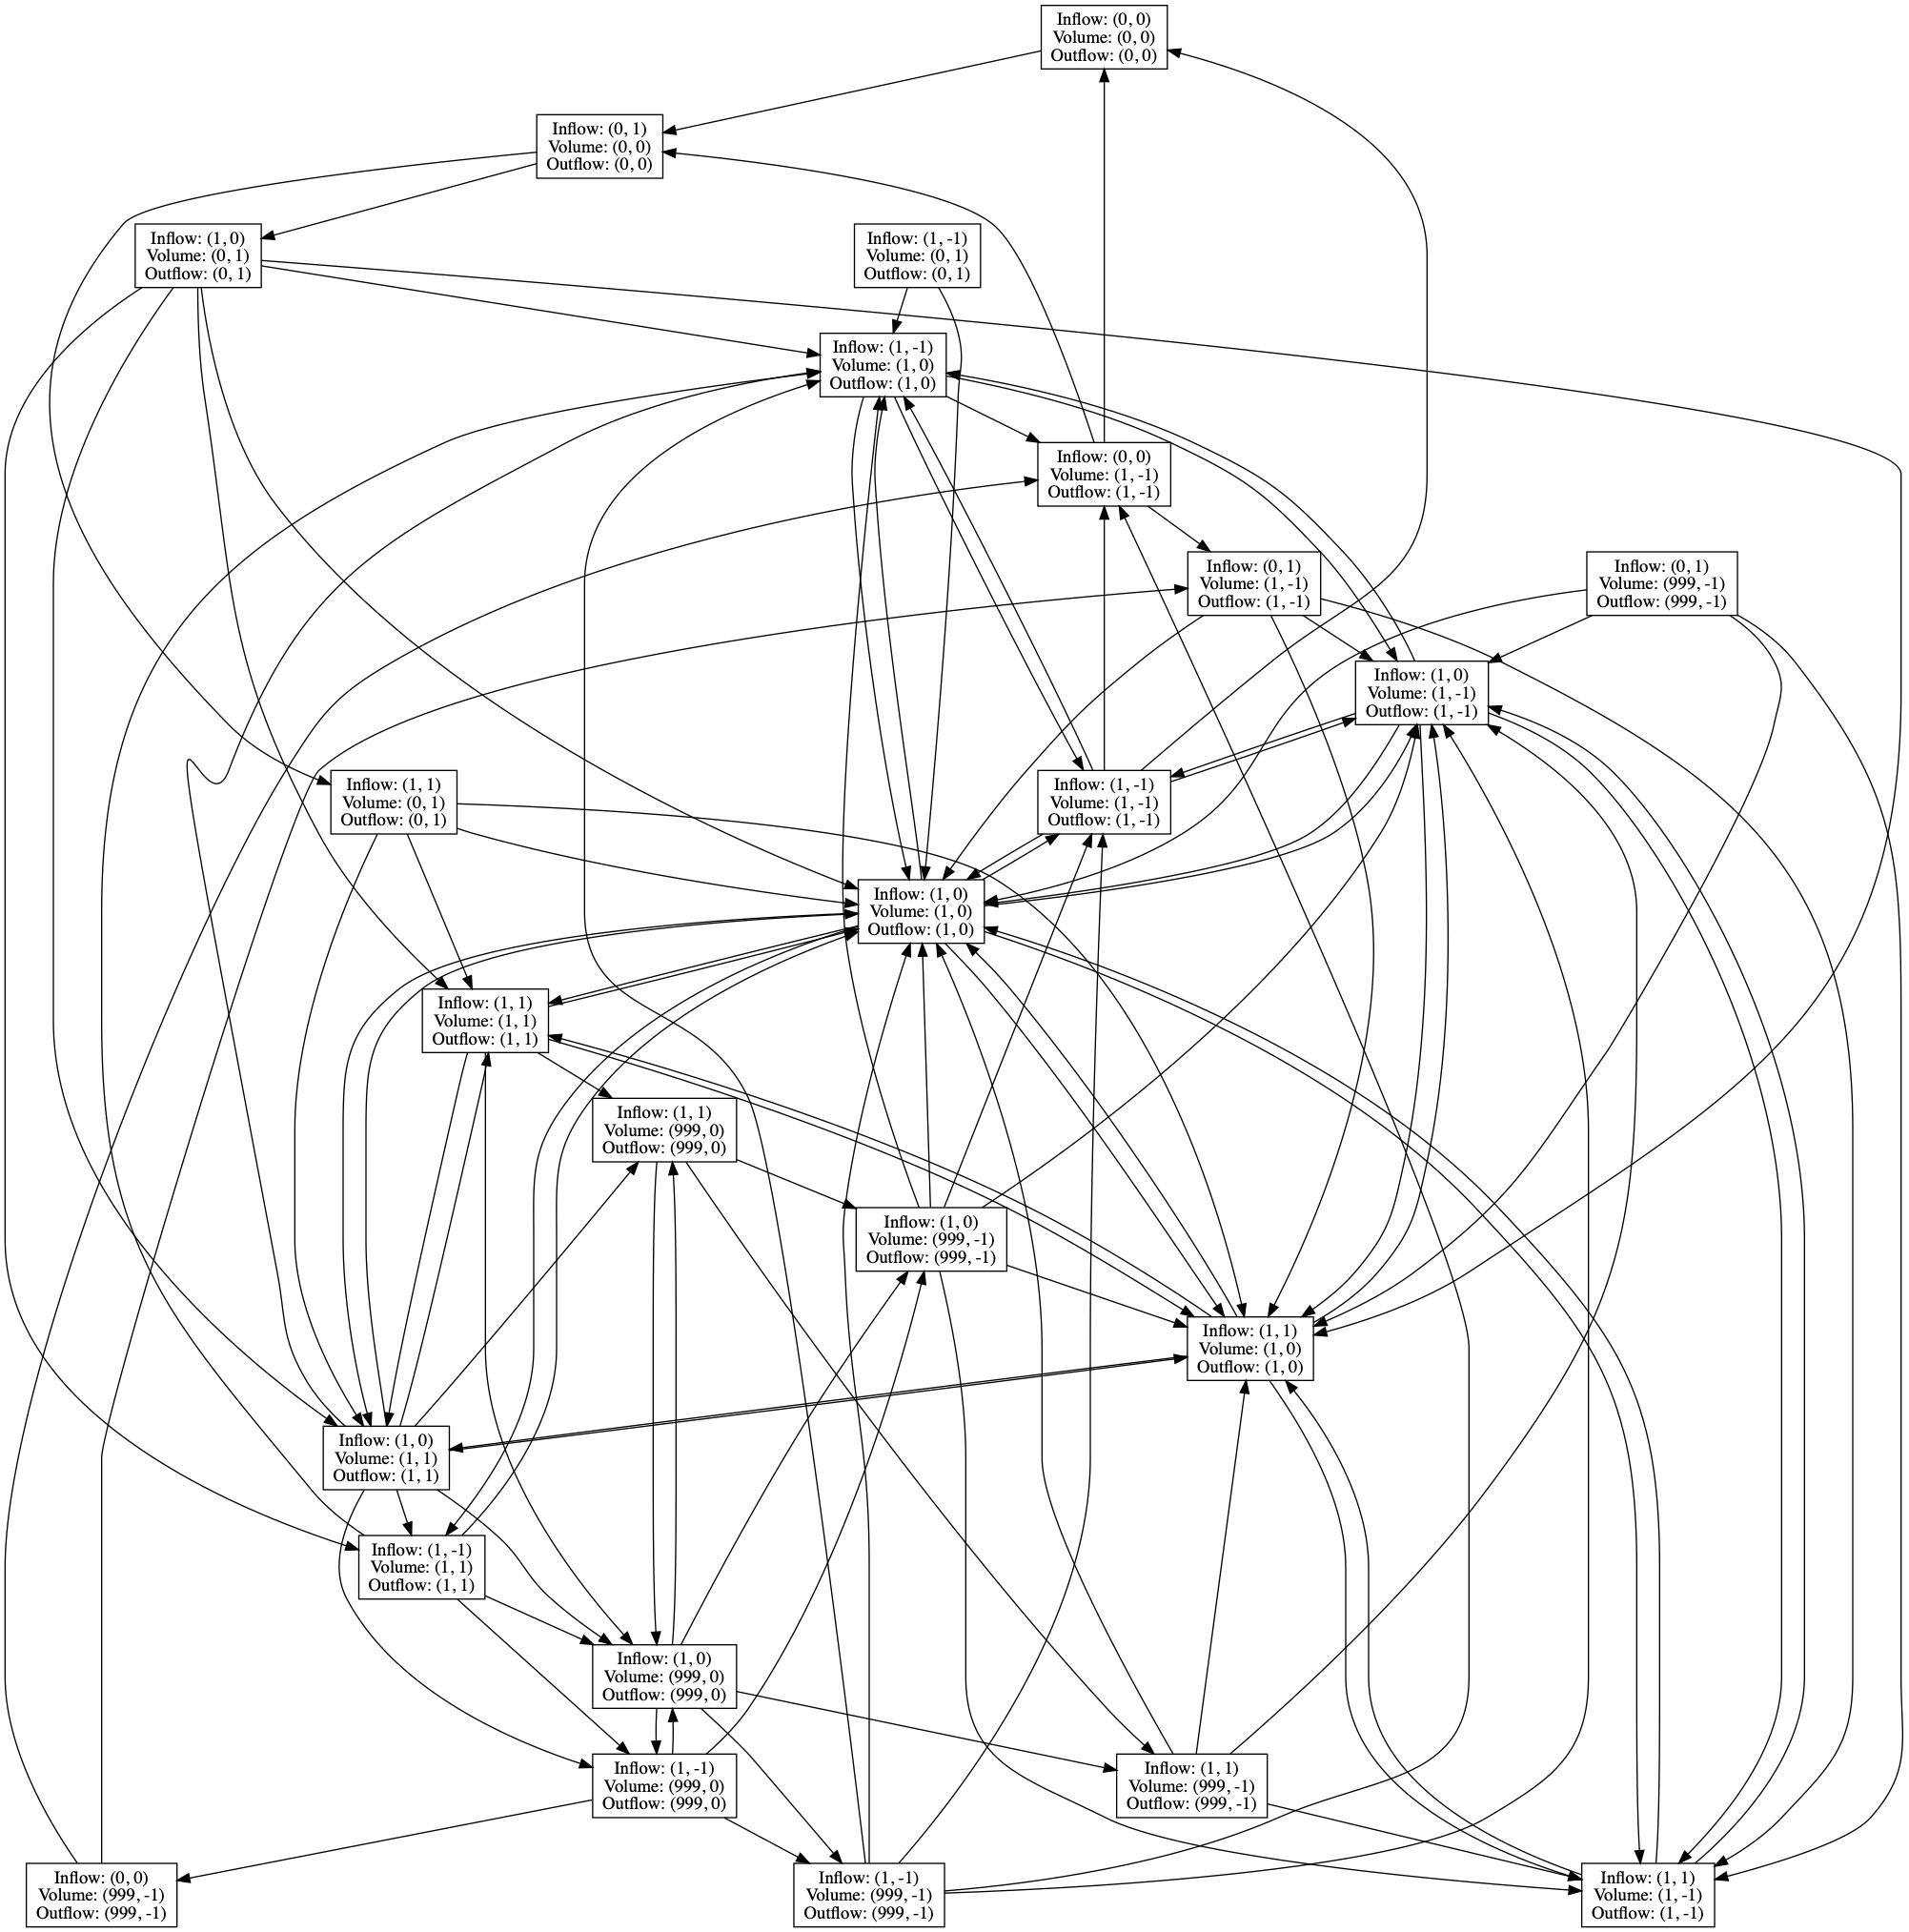 Inflow: (0, 0)
Volume: (0, 0)
Outflow: (0, 0)
Inflow: (0, 1)
Volume: (0, 0)
Outflow: (0, 0)
Inflow: (1, 0)
Volume: (0, 1)
Outflow: (0, 1)
Inflow: (1, -1)
Volume: (0, 1)
Outflow: (0, 1)
Inflow: (1, -1)
Volume: (1, 0)
Outflow: (1, 0)
Inflow: (0, 0)
Volume: (1, -1)
Outflow: (1, -1)
Inflow: (0, 1)
Volume: (1, -1)
Outflow: (1, -1)
Inflow: (0, 1)
Volume: (999, -1)
Outflow: (999, -1)
Inflow: (1, 0)
Volume: (1, -1)
Outflow: (1, -1)
Inflow: (1, 1)
Volume: (0, 1)
Outflow: (0, 1)
Inflow: (1, -1)
Volume: (1, -1)
Outflow: (1, -1)
Inflow: (1, 0)
Volume: (1, 0)
Outflow: (1, 0)
Inflow: (1, 1)
Volume: (1, 1)
Outflow: (1, 1)
Inflow: (1, 1)
Volume: (999, 0)
Outflow: (999, 0)
Inflow: (1, 0)
Volume: (999, -1)
Outflow: (999, -1)
Inflow: (1, 1)
Volume: (1, 0)
Outflow: (1, 0)
Inflow: (1, 0)
Volume: (1, 1)
Outflow: (1, 1)
Inflow: (1, -1)
Volume: (1, 1)
Outflow: (1, 1)
Inflow: (1, 0)
Volume: (999, 0)
Outflow: (999, 0)
Inflow: (1, -1)
Volume: (999, 0)
Outflow: (999, 0)
Inflow: (1, 1)
Volume: (999, -1)
Outflow: (999, -1)
Inflow: (0, 0)
Volume: (999, -1)
Outflow: (999, -1)
Inflow: (1, -1)
Volume: (999, -1)
Outflow: (999, -1)
Inflow: (1, 1)
Volume: (1, -1)
Outflow: (1, -1)